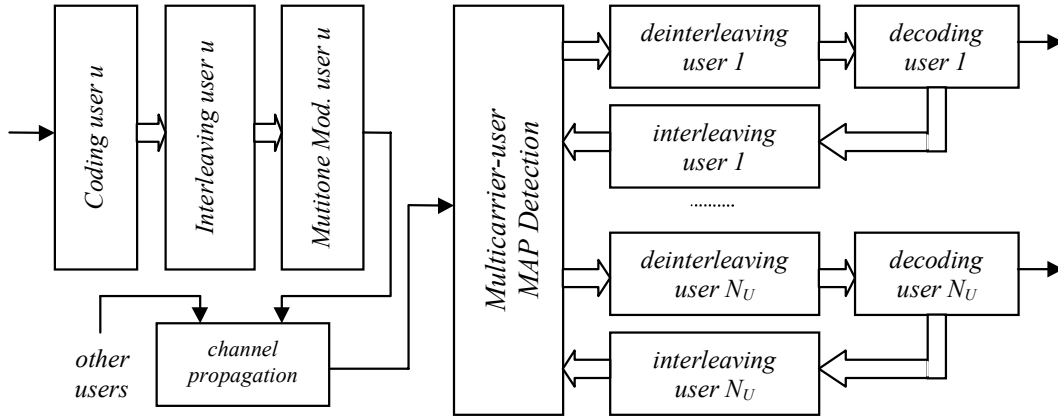 Coding user u
Interleaving user u
Mutitone Mod. user u
other
users
channel
propagation
Multicarrier-user
MAP Detection
deinterleaving
user 1
decoding
user 1
interleaving
user 1
..........
deinterleaving
user N_U
decoding
user N_U
interleaving
user N_U